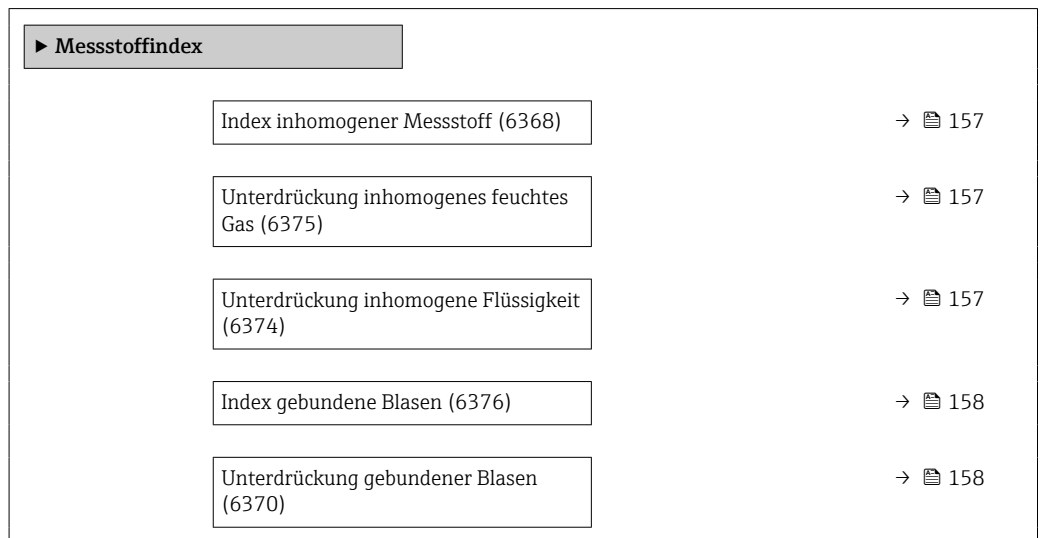 ▶ Messstoffindex
Index inhomogener Messstoff (6368) → 157
Unterdrückung inhomogenes feuchtes
Gas (6375) → 157
Unterdrückung inhomogene Flüssigkeit
(6374) → 157
Index gebundene Blasen (6376) → 158
Unterdrückung gebundener Blasen
(6370) → 158